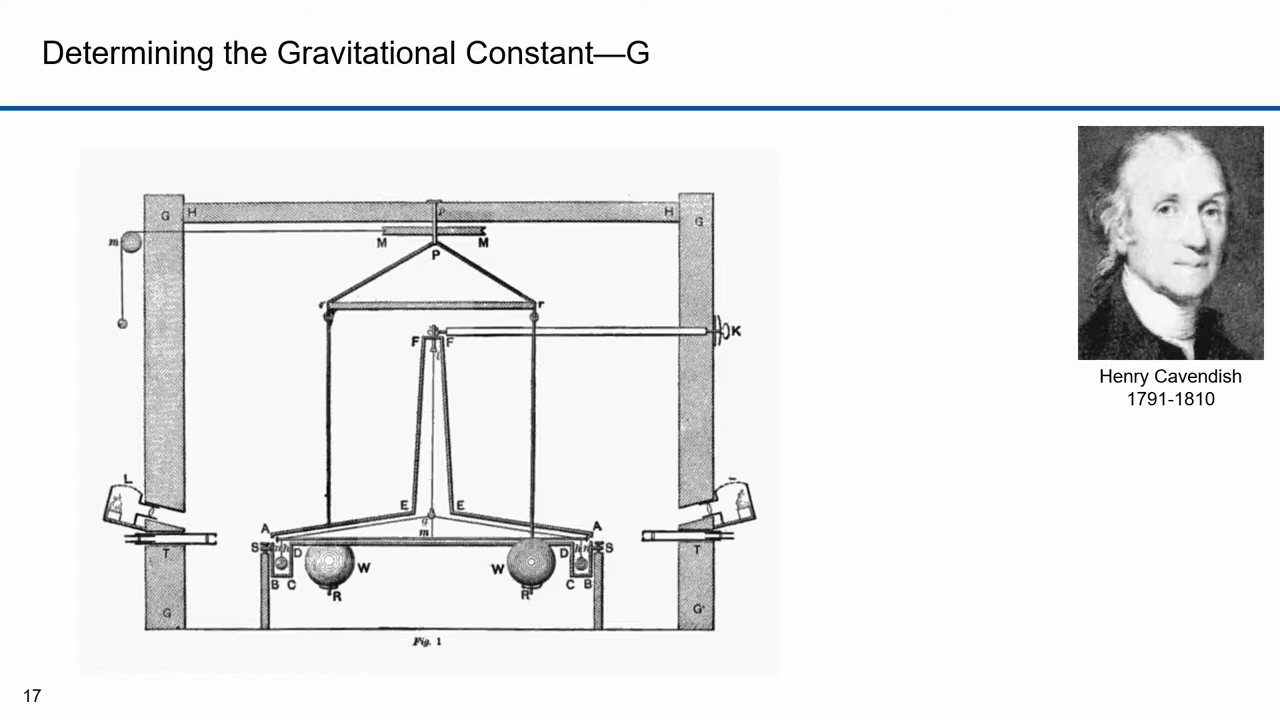 Determining the Gravitational Constant—G
G H H G
m M M
P
r r
F F K
L
E E
g
A m A
S D D S
T W W T
B C C B
R R
G G
Fig. 1
Henry Cavendish
1791-1810
17